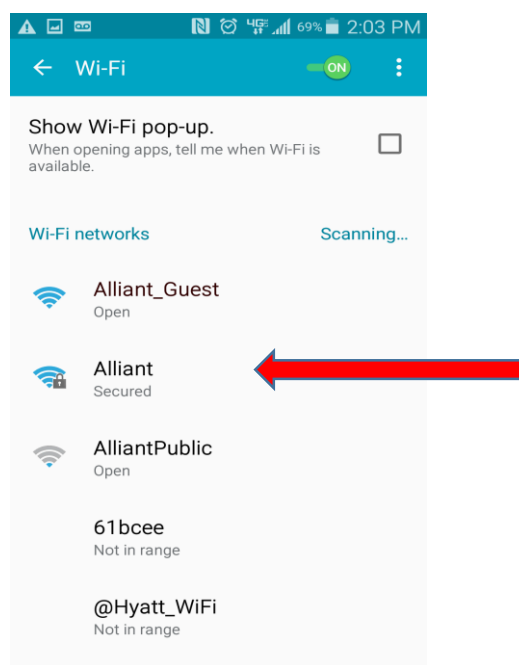 4G LTE 69% 2:03 PM
Wi-Fi ON
Show Wi-Fi pop-up.
When opening apps, tell me when Wi-Fi is
available.
Wi-Fi networks Scanning...
Alliant_Guest
Open
Alliant
Secured
AlliantPublic
Open
61bcee
Not in range
@Hyatt_WiFi
Not in range